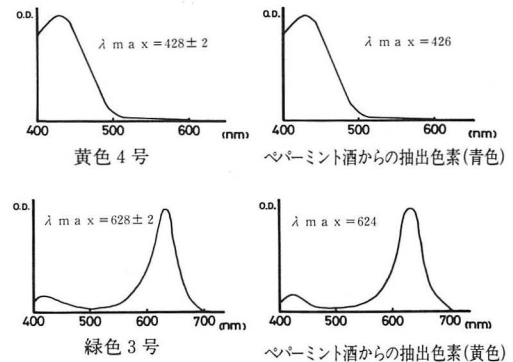 O.D.
λ m a x =428±2
400 500 600 (nm)
黄色4号
O.D.
λ m a x =426
400 500 600 (nm)
ペパーミント酒からの抽出色素(青色)
O.D.
λ m a x =628±2
400 500 600 700 (nm)
緑色3号
O.D.
λ m a x =624
400 500 600 700 (nm)
ペパーミント酒からの抽出色素(黄色)